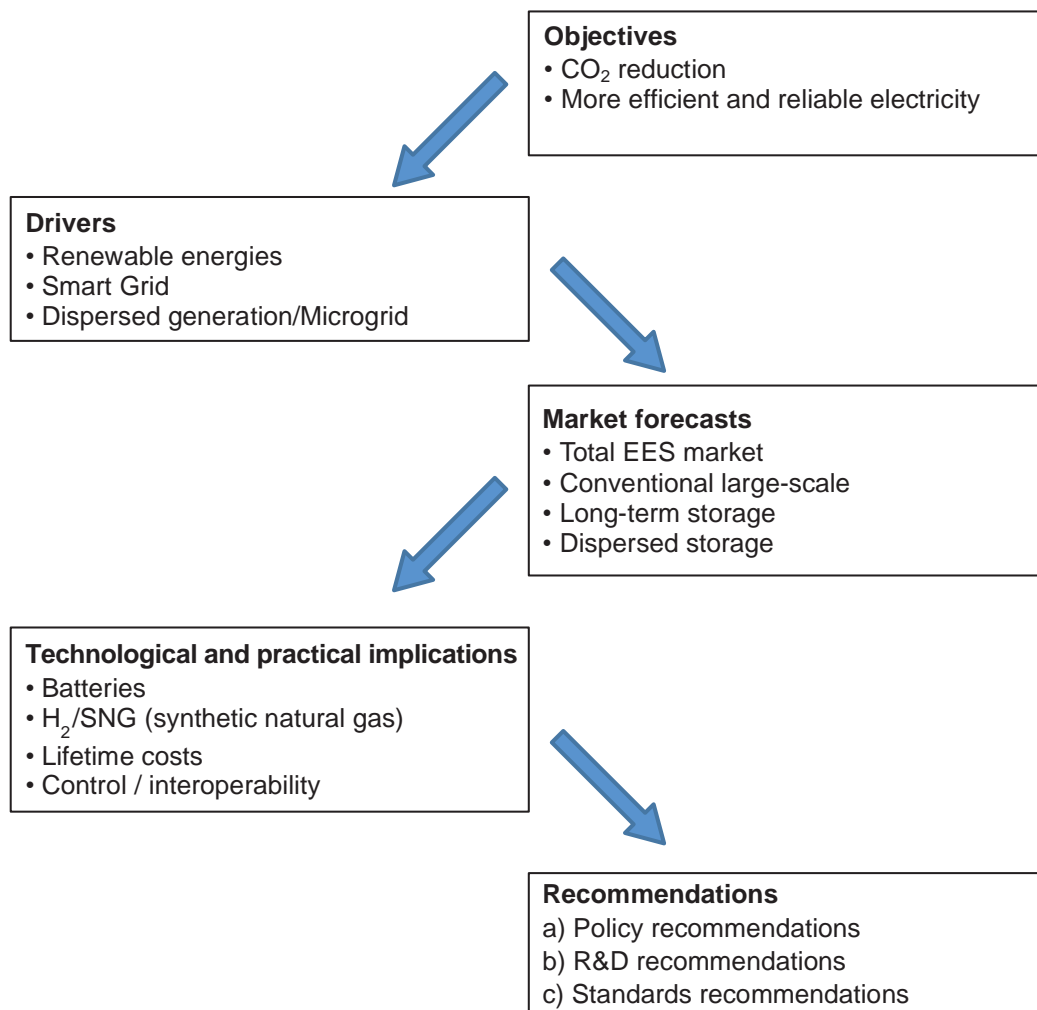 Objectives
• CO₂ reduction
• More efficient and reliable electricity
Drivers
• Renewable energies
• Smart Grid
• Dispersed generation/Microgrid
Market forecasts
• Total EES market
• Conventional large-scale
• Long-term storage
• Dispersed storage
Technological and practical implications
• Batteries
• H₂/SNG (synthetic natural gas)
• Lifetime costs
• Control / interoperability
Recommendations
a) Policy recommendations
b) R&D recommendations
c) Standards recommendations